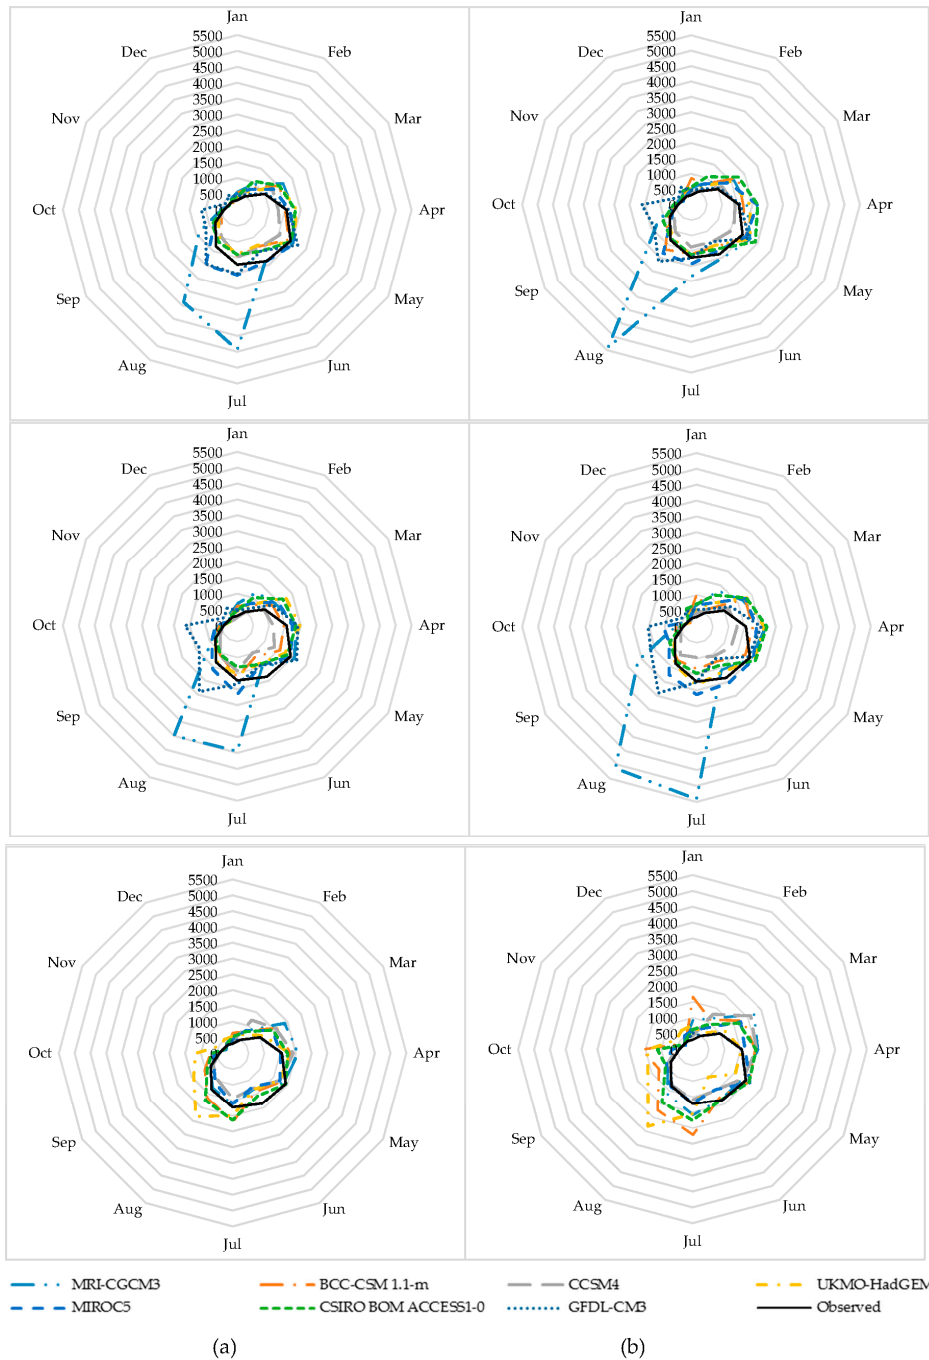 Jan
Dec
Feb
Nov
Mar
Oct
Apr
Sep
May
Aug
Jun
Jul
5500
5000
4500
4000
3500
3000
2500
2000
1500
1000
500
Jan
Dec
Feb
Nov
Mar
Oct
Apr
Sep
May
Aug
Jun
Jul
5500
5000
4500
4000
3500
3000
2500
2000
1500
1000
500
Jan
Dec
Feb
Nov
Mar
Oct
Apr
Sep
May
Aug
Jun
Jul
5500
5000
4500
4000
3500
3000
2500
2000
1500
1000
500
Jan
Dec
Feb
Nov
Mar
Oct
Apr
Sep
May
Aug
Jun
Jul
5500
5000
4500
4000
3500
3000
2500
2000
1500
1000
500
Jan
Dec
Feb
Nov
Mar
Oct
Apr
Sep
May
Aug
Jun
Jul
5500
5000
4500
4000
3500
3000
2500
2000
1500
1000
500
Jan
Dec
Feb
Nov
Mar
Oct
Apr
Sep
May
Aug
Jun
Jul
5500
5000
4500
4000
3500
3000
2500
2000
1500
1000
500
MRI-CGCM3 BCC-CSM 1.1-m CCSM4 UKMO-HadGEM
MIROC5 CSIRO BOM ACCESS1-0 GFDL-CM3 Observed
(a) (b)